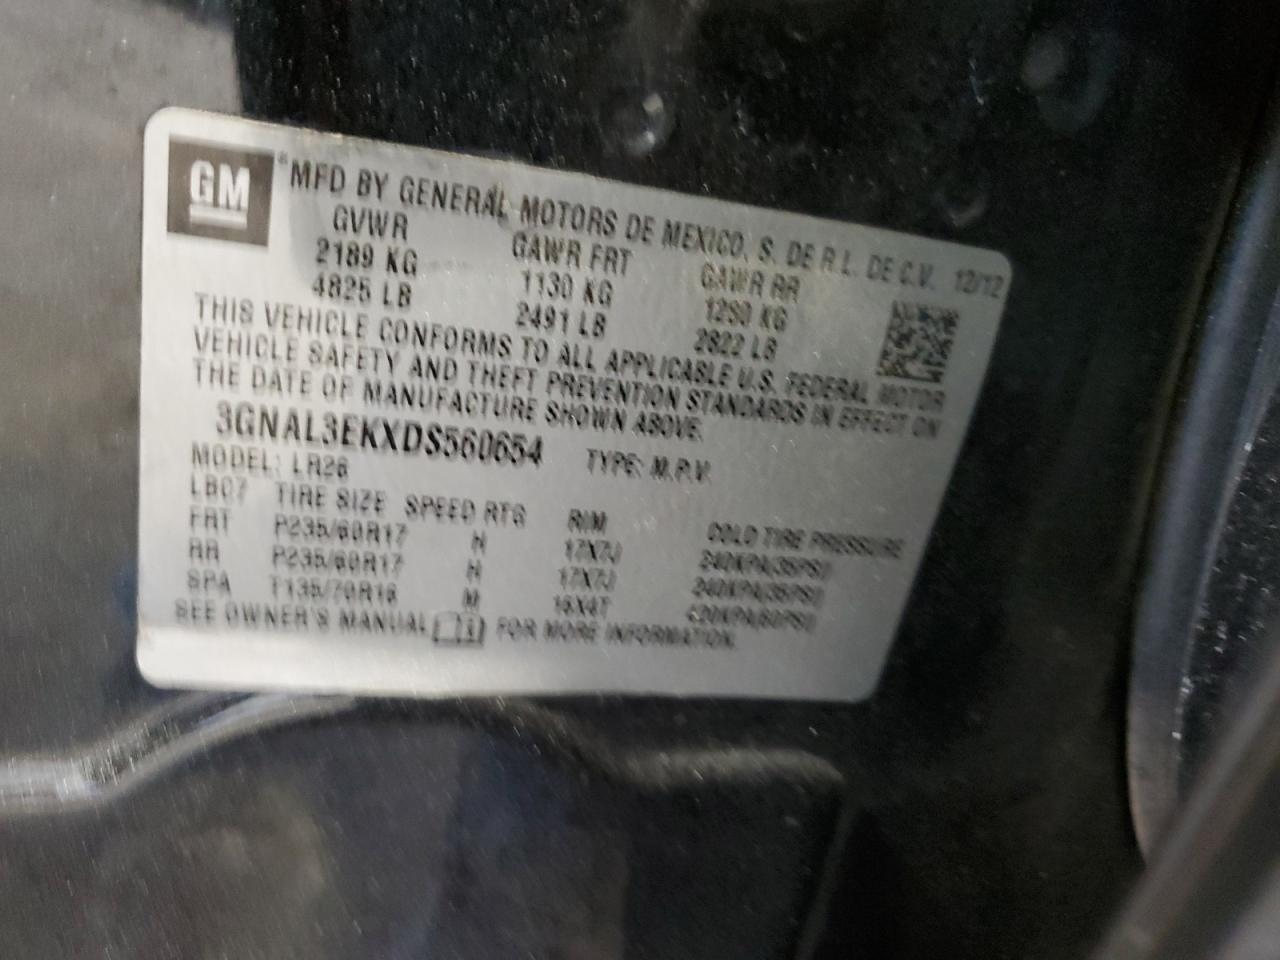 GM
® MFD BY GENERAL MOTORS DE MEXICO, S. DE R.L. DE C.V. 12/12
GVWR GAWR FRT GAWR RR
2189 KG 1130 KG 1280 KG
4825 LB 2491 LB 2822 LB
THIS VEHICLE CONFORMS TO ALL APPLICABLE U.S. FEDERAL MOTOR
VEHICLE SAFETY AND THEFT PREVENTION STANDARDS IN EFFECT ON
THE DATE OF MANUFACTURE SHOWN ABOVE.
3GNAL3EKXDS560654 TYPE: M.P.V.
MODEL: LR26
LBC7 TIRE SIZE SPEED RTG RIM COLD TIRE PRESSURE
FRT P235/60R17 H 17X7J 240KPA(35PSI)
RR P235/60R17 H 17X7J 240KPA(35PSI)
SPA T135/70R16 M 16X4T 420KPA(60PSI)
SEE OWNER'S MANUAL FOR MORE INFORMATION.